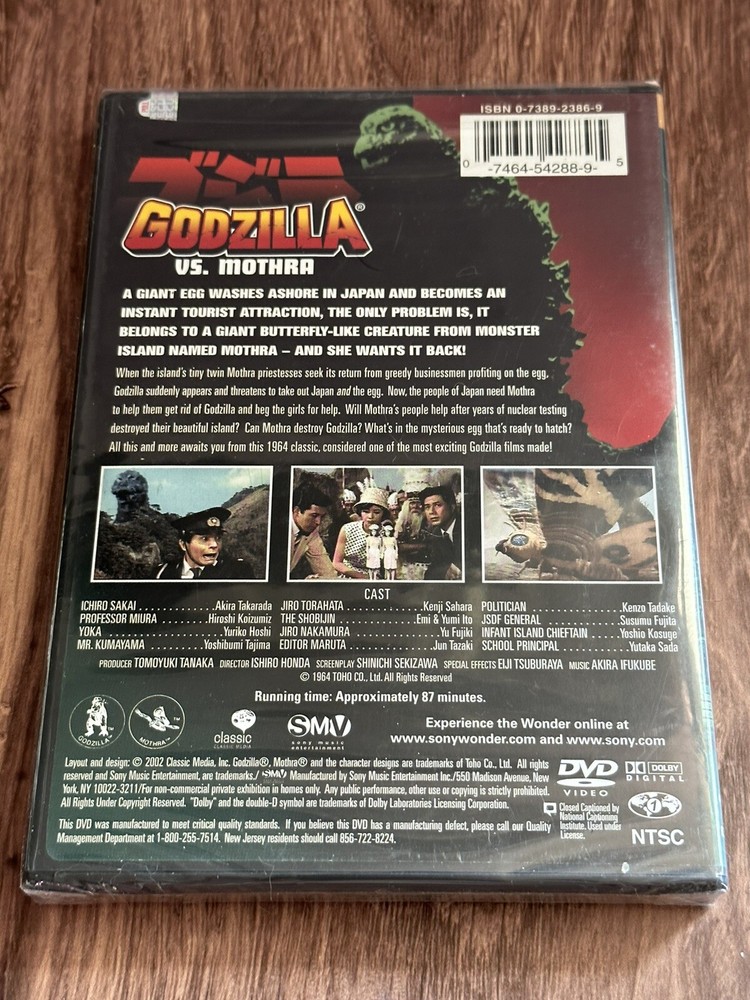 ISBN 0-7389-2386-9
0 -7464-54288-9- 5
ゴジラ
GODZILLA®
VS. MOTHRA
A GIANT EGG WASHES ASHORE IN JAPAN AND BECOMES AN
INSTANT TOURIST ATTRACTION, THE ONLY PROBLEM IS, IT
BELONGS TO A GIANT BUTTERFLY-LIKE CREATURE FROM MONSTER
ISLAND NAMED MOTHRA – AND SHE WANTS IT BACK!
When the island's tiny twin Mothra priestesses seek its return from greedy businessmen profiting on the egg,
Godzilla suddenly appears and threatens to take out Japan and the egg. Now, the people of Japan need Mothra
to help them get rid of Godzilla and beg the girls for help. Will Mothra's people help after years of nuclear testing
destroyed their beautiful island? Can Mothra destroy Godzilla? What's in the mysterious egg that's ready to hatch?
All this and more awaits you from this 1964 classic, considered one of the most exciting Godzilla films made!
CAST
ICHIRO SAKAI . . . . . . . . . . . . .Akira Takarada JIRO TORAHATA . . . . . . . . . . . .Kenji Sahara POLITICIAN . . . . . . . . . . . . . . .Kenzo Tadake
PROFESSOR MIURA . . . . . . . . Hiroshi Koizumiz THE SHOBIJIN . . . . . . . . . . .Emi & Yumi Ito JSDF GENERAL . . . . . . . . . . . .Susumu Fujita
YOKA . . . . . . . . . . . . . . . . . .Yuriko Hoshi JIRO NAKAMURA . . . . . . . . . . . .Yu Fujiki INFANT ISLAND CHIEFTAIN . . . .Yoshio Kosuge
MR. KUMAYAMA . . . . . . . . .Yoshibumi Tajima EDITOR MARUTA . . . . . . . . . . . .Jun Tazaki SCHOOL PRINCIPAL . . . . . . . . .Yutaka Sada
PRODUCER TOMOYUKI TANAKA DIRECTOR ISHIRO HONDA SCREENPLAY SHINICHI SEKIZAWA SPECIAL EFFECTS EIJI TSUBURAYA MUSIC AKIRA IFUKUBE
© 1964 TOHO CO., Ltd. All Rights Reserved
Running time: Approximately 87 minutes.
GODZILLA™
MOTHRA™
classic
CLASSIC MEDIA
SMV
sony music
entertainment
Experience the Wonder online at
www.sonywonder.com and www.sony.com
Layout and design: © 2002 Classic Media, Inc. Godzilla®, Mothra® and the character designs are trademarks of Toho Co., Ltd. All rights
reserved and Sony Music Entertainment, are trademarks./ SMV Manufactured by Sony Music Entertainment Inc./550 Madison Avenue, New
York, NY 10022-3211/For non-commercial private exhibition in homes only. Any public performance, other use or copying is strictly prohibited.
All Rights Under Copyright Reserved. "Dolby" and the double-D symbol are trademarks of Dolby Laboratories Licensing Corporation.
This DVD was manufactured to meet critical quality standards. If you believe this DVD has a manufacturing defect, please call our Quality
Management Department at 1-800-255-7514. New Jersey residents should call 856-722-8224.
DVD
VIDEO
DOLBY
DIGITAL
Closed Captioned by
National Captioning
Institute. Used under
License.
1
NTSC